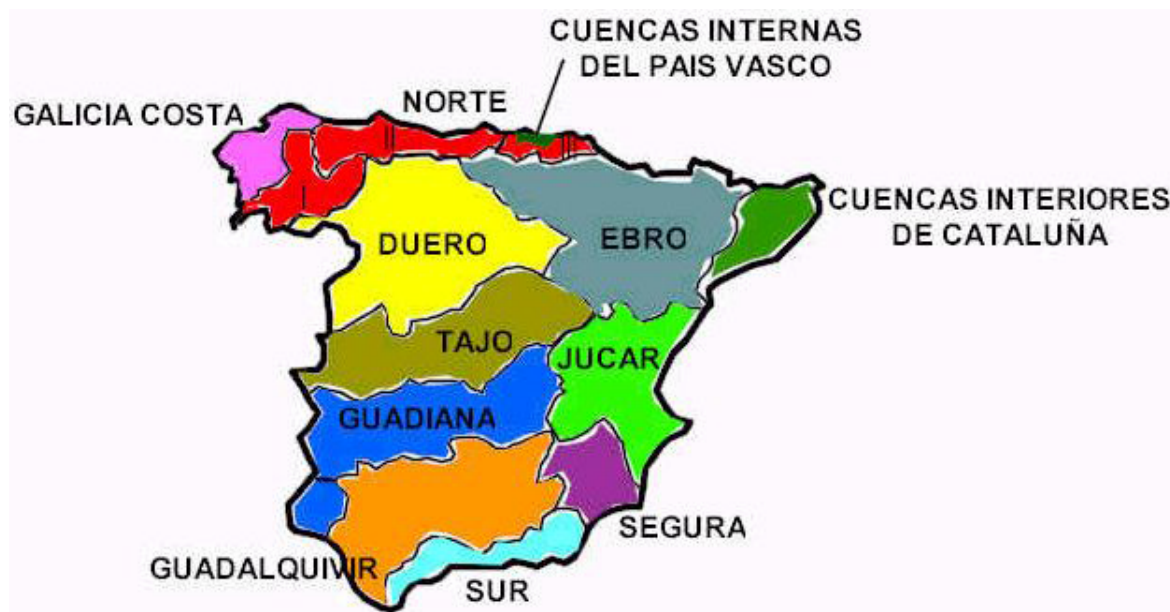 CUENCAS INTERNAS
DEL PAIS VASCO
NORTE
GALICIA COSTA
CUENCAS INTERIORES
DE CATALUÑA
DUERO
EBRO
TAJO
JUCAR
GUADIANA
SEGURA
GUADALQUIVIR
SUR